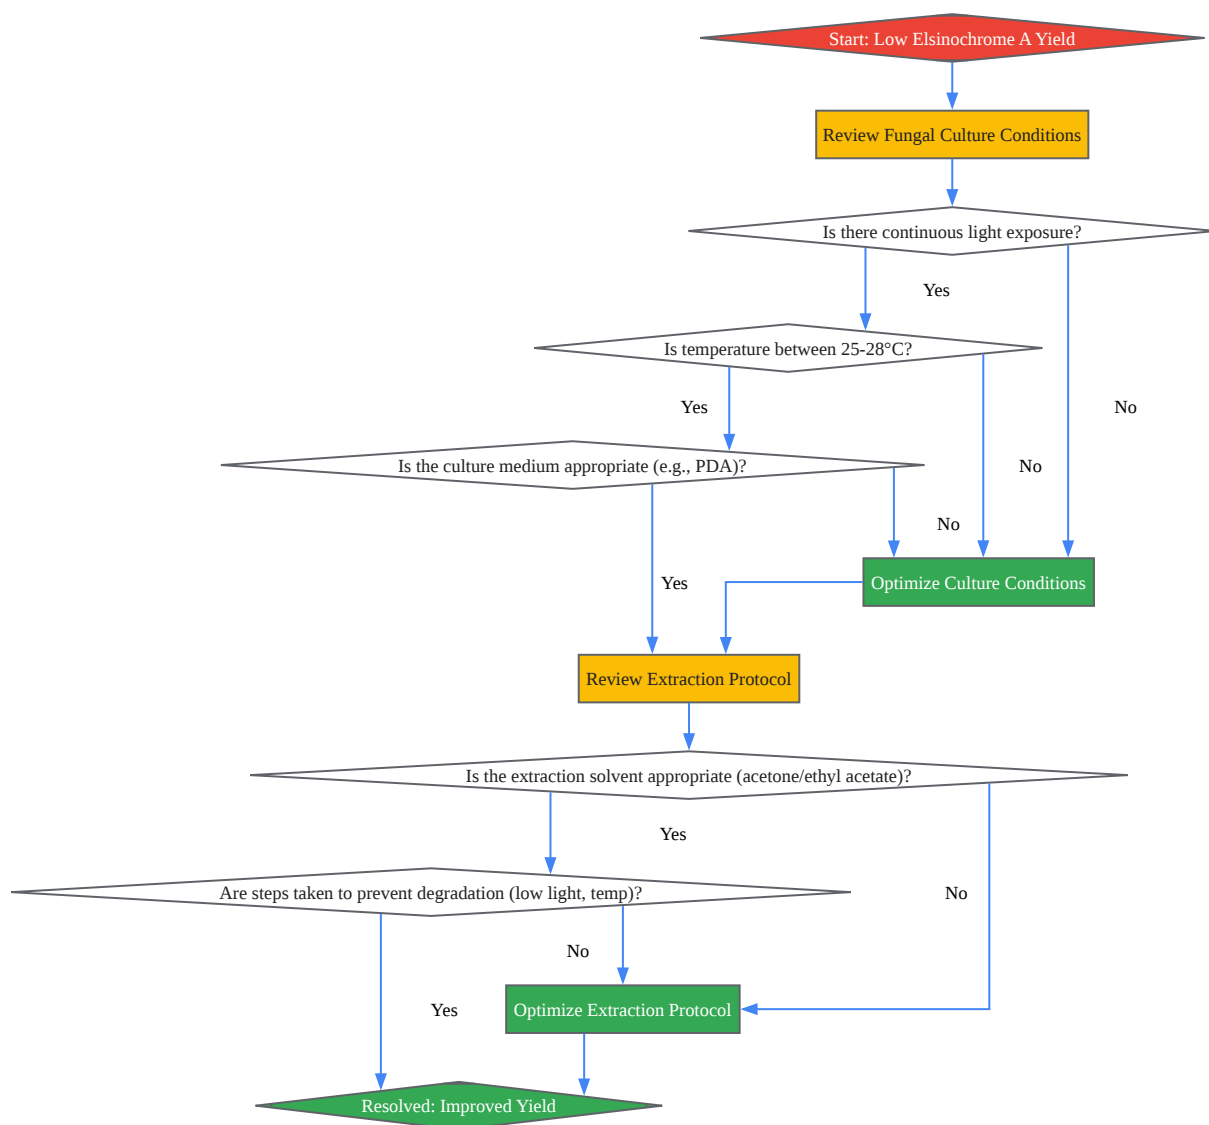 Start: Low Elsinochrome A Yield
Review Fungal Culture Conditions
Is there continuous light exposure?
Yes
Is temperature between 25-28°C?
Yes
No
Is the culture medium appropriate (e.g., PDA)?
No
No
Yes
Optimize Culture Conditions
Review Extraction Protocol
Is the extraction solvent appropriate (acetone/ethyl acetate)?
Yes
Are steps taken to prevent degradation (low light, temp)?
No
No
Yes
Optimize Extraction Protocol
Resolved: Improved Yield